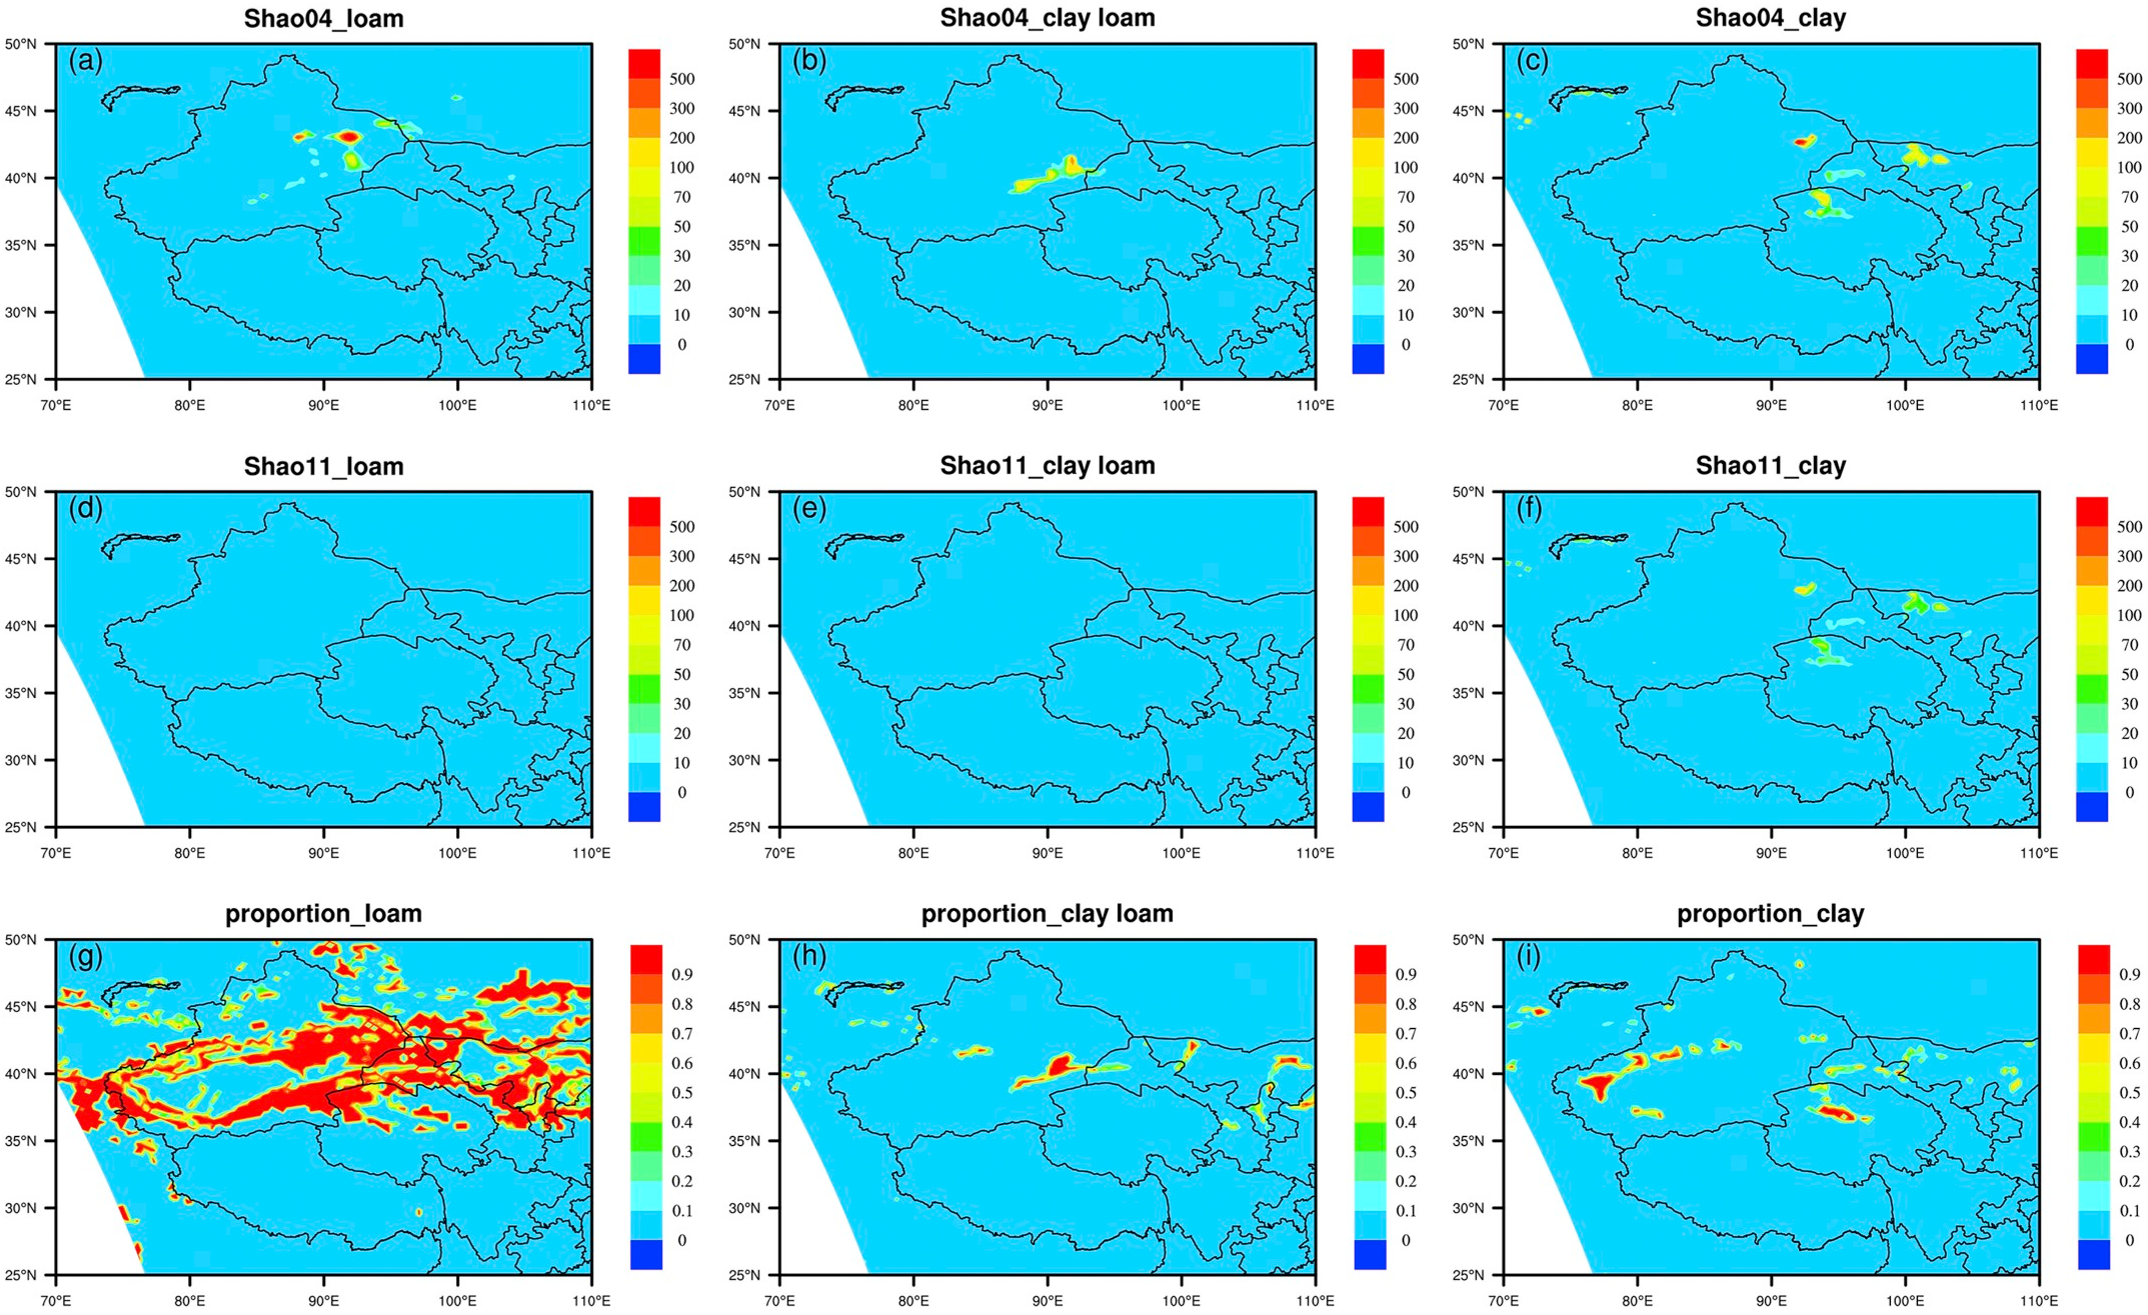 Shao04_loam
Shao04_clay loam
Shao04_clay
(a)
50°N
45°N
40°N
35°N
30°N
25°N
70°E 80°E 90°E 100°E 110°E
500
300
200
100
70
50
30
20
10
0
(b)
50°N
45°N
40°N
35°N
30°N
25°N
70°E 80°E 90°E 100°E 110°E
500
300
200
100
70
50
30
20
10
0
(c)
50°N
45°N
40°N
35°N
30°N
25°N
70°E 80°E 90°E 100°E 110°E
500
300
200
100
70
50
30
20
10
0
Shao11_loam
Shao11_clay loam
Shao11_clay
(d)
50°N
45°N
40°N
35°N
30°N
25°N
70°E 80°E 90°E 100°E 110°E
500
300
200
100
70
50
30
20
10
0
(e)
50°N
45°N
40°N
35°N
30°N
25°N
70°E 80°E 90°E 100°E 110°E
500
300
200
100
70
50
30
20
10
0
(f)
50°N
45°N
40°N
35°N
30°N
25°N
70°E 80°E 90°E 100°E 110°E
500
300
200
100
70
50
30
20
10
0
proportion_loam
proportion_clay loam
proportion_clay
(g)
50°N
45°N
40°N
35°N
30°N
25°N
70°E 80°E 90°E 100°E 110°E
0.9
0.8
0.7
0.6
0.5
0.4
0.3
0.2
0.1
0
(h)
50°N
45°N
40°N
35°N
30°N
25°N
70°E 80°E 90°E 100°E 110°E
0.9
0.8
0.7
0.6
0.5
0.4
0.3
0.2
0.1
0
(i)
50°N
45°N
40°N
35°N
30°N
25°N
70°E 80°E 90°E 100°E 110°E
0.9
0.8
0.7
0.6
0.5
0.4
0.3
0.2
0.1
0